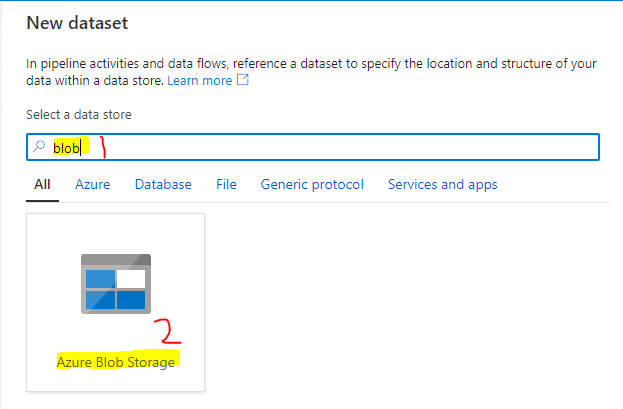 New dataset
In pipeline activities and data flows, reference a dataset to specify the location and structure of your
data within a data store. Learn more
Select a data store
blob 1
All Azure Database File Generic protocol Services and apps
2
Azure Blob Storage